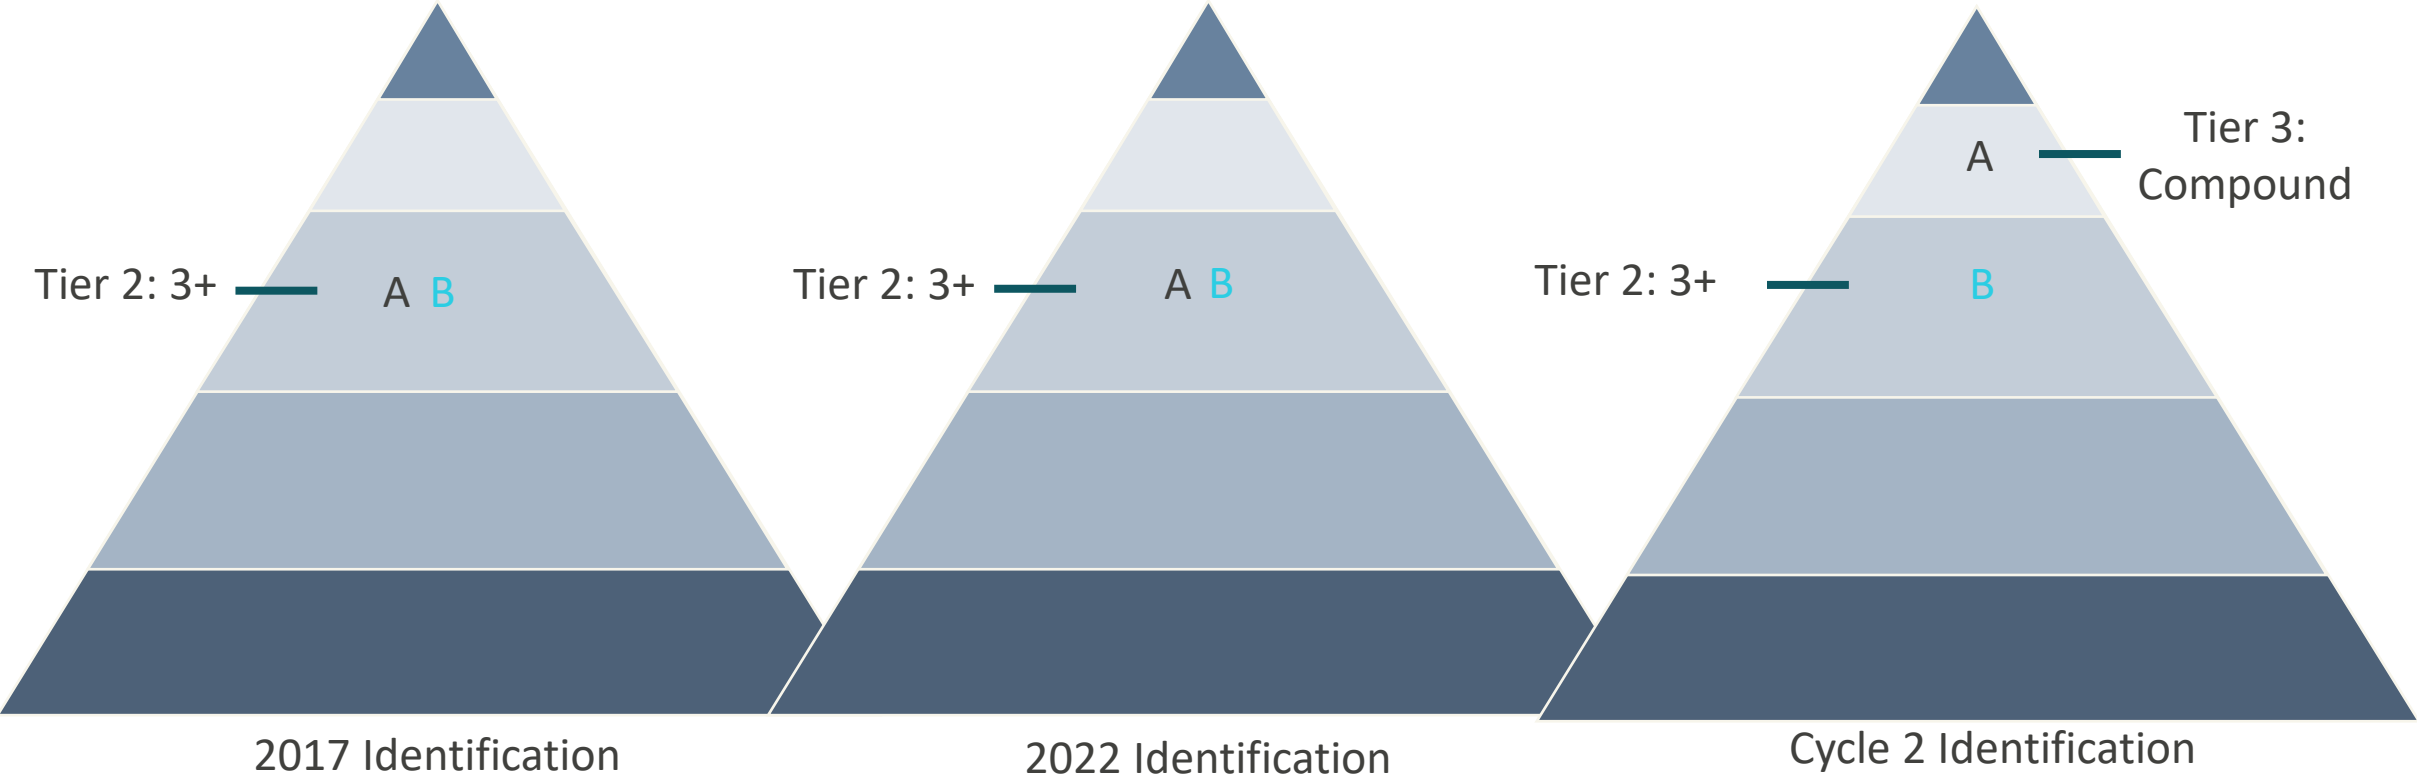 Tier 2: 3+
A B
2017 Identification
Tier 2: 3+
A B
2022 Identification
A
Tier 3:
Compound
Tier 2: 3+
B
Cycle 2 Identification